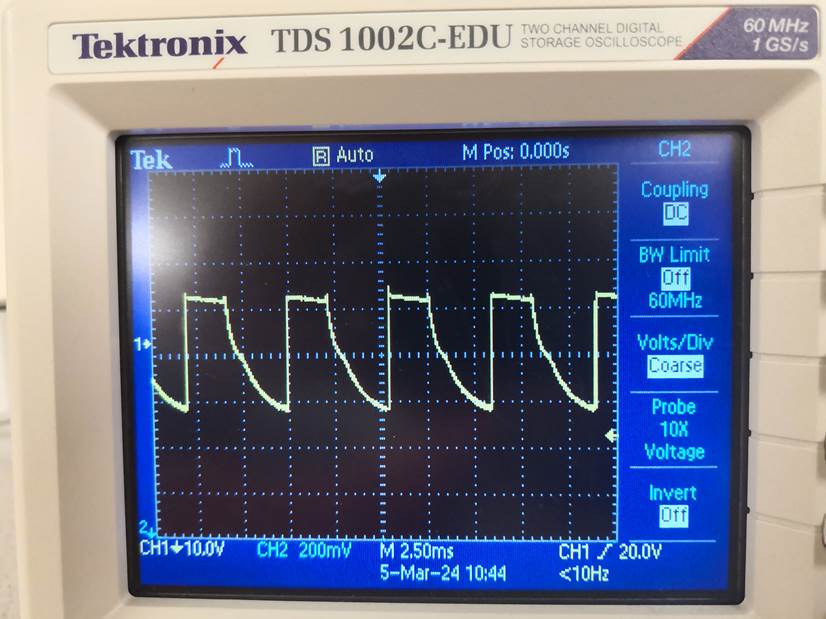 Tektronix TDS 1002C-EDU TWO CHANNEL DIGITAL STORAGE OSCILLOSCOPE
60 MHz
1 GS/s
Tek R Auto M Pos: 0.000s CH2
Coupling
DC
BW Limit
Off
60MHz
1
Volts/Div
Coarse
Probe
10X
Voltage
Invert
Off
2
CH1 10.0V CH2 200mV M 2.50ms CH1 20.0V
5-Mar-24 10:44 <10Hz